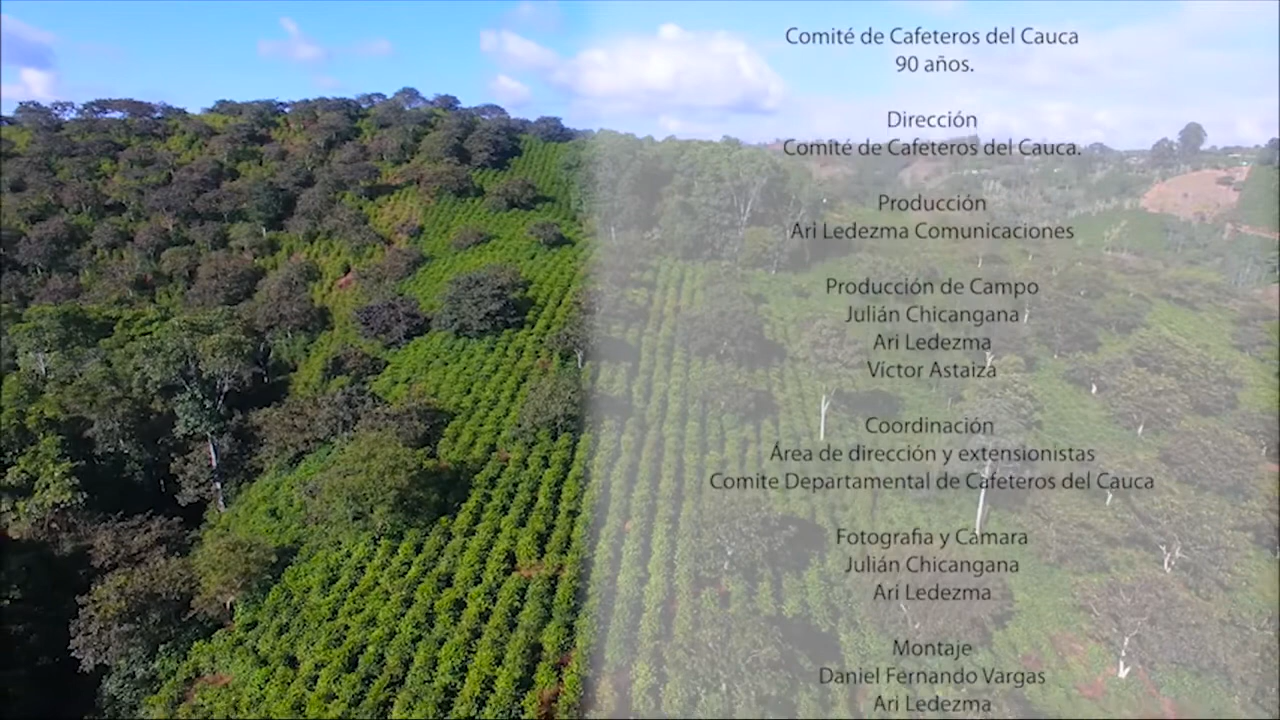 Comité de Cafeteros del Cauca
90 años.
Dirección
Comité de Cafeteros del Cauca.
Producción
Ari Ledezma Comunicaciones
Producción de Campo
Julián Chicangana
Ari Ledezma
Víctor Astaizá
Coordinación
Área de dirección y extensionistas
Comite Departamental de Cafeteros del Cauca
Fotografia y Cámara
Julián Chicangana
Ari Ledezma
Montaje
Daniel Fernando Vargas
Ari Ledezma